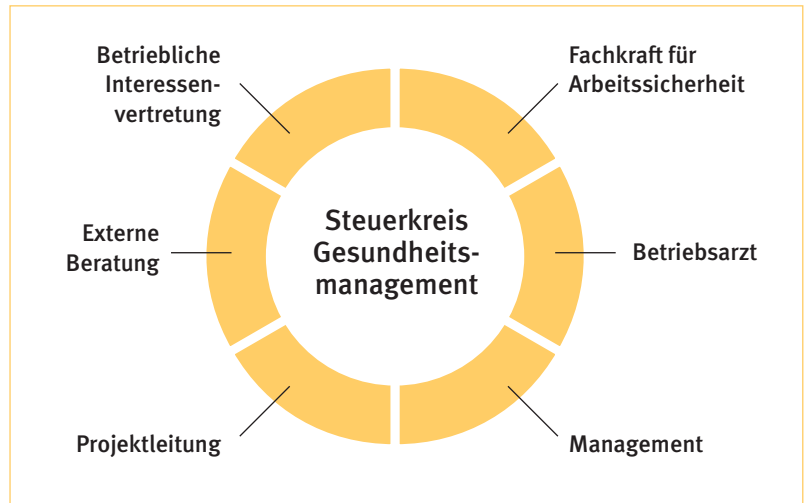 Betriebliche
Interessen-
vertretung
Fachkraft für
Arbeitssicherheit
Externe
Beratung
Steuerkreis
Gesundheits-
management
Betriebsarzt
Projektleitung
Management